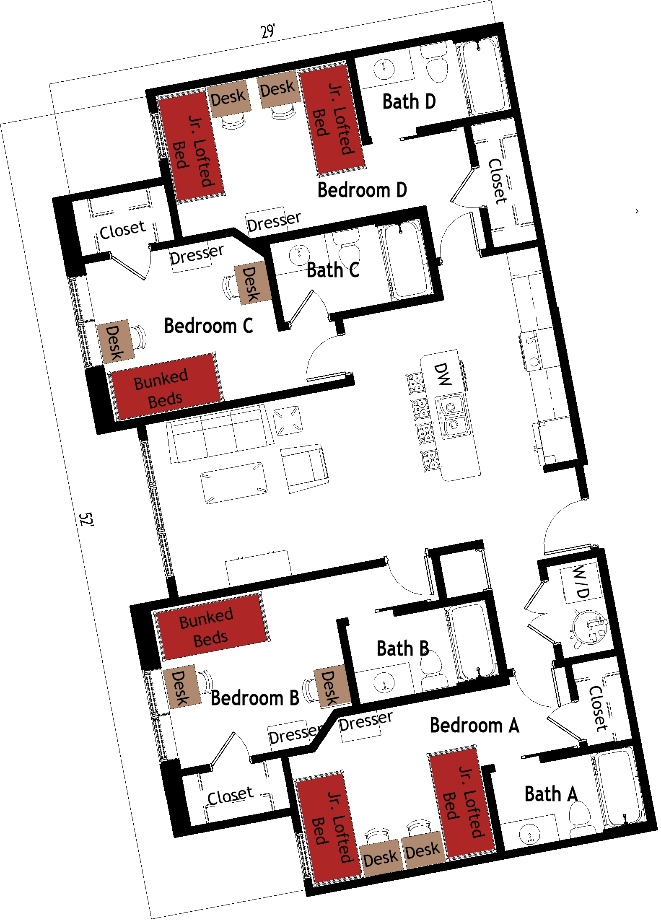 29'
Desk
Desk
Jr. Lofted
Bed
Jr. Lofted
Bed
Bath D
Bedroom D
Closet
Closet
Dresser
Dresser
Bath C
Desk
Bedroom C
Desk
Bunked
Beds
DW
52'
W/D
Bunked
Beds
Bath B
Desk
Desk
Bedroom B
Closet
Dresser
Dresser
Bedroom A
Closet
Jr. Lofted
Bed
Jr. Lofted
Bed
Bath A
Desk
Desk